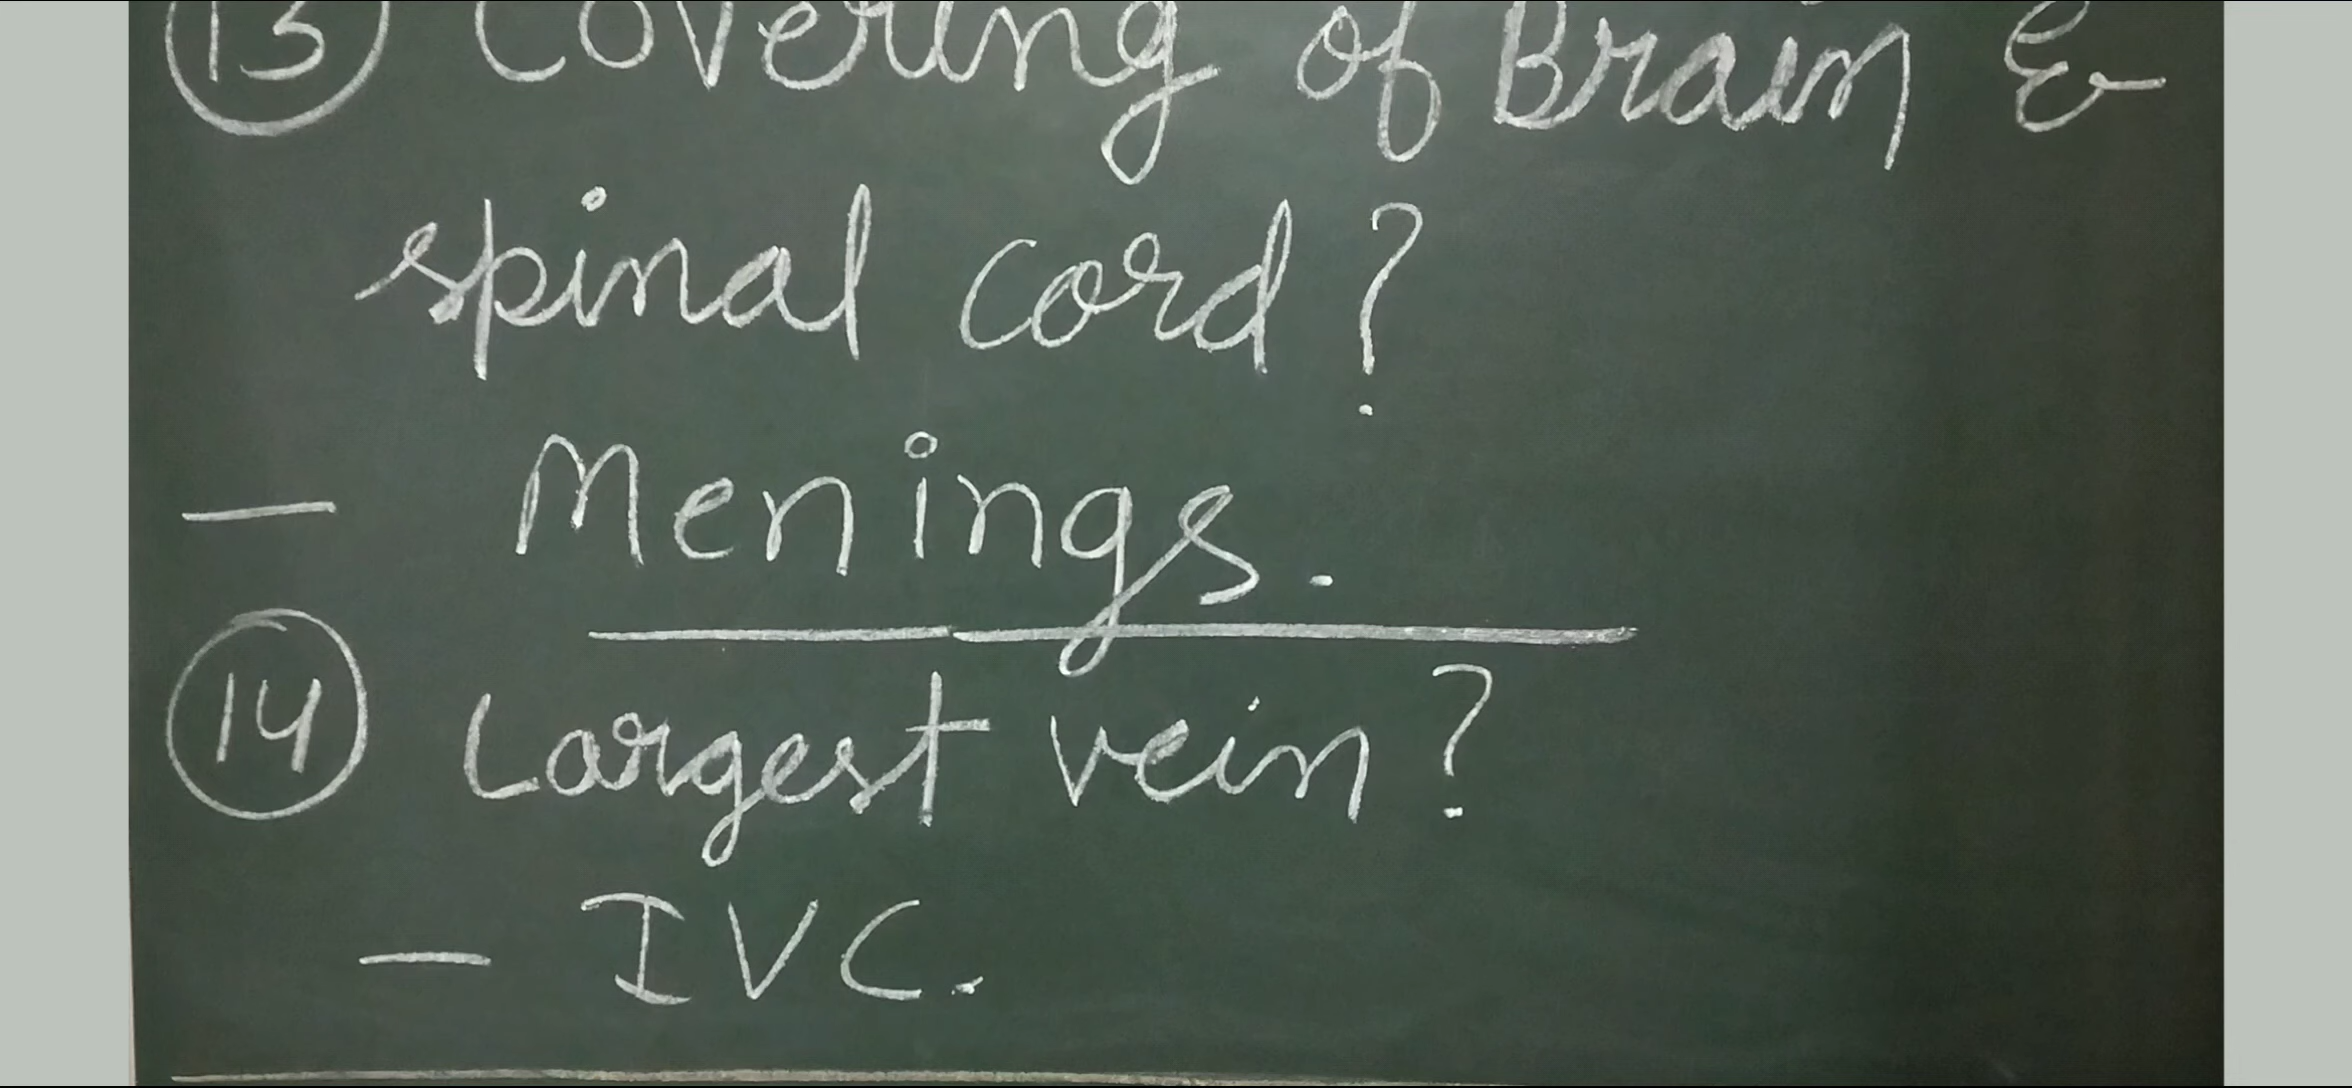 13 Covering of Brain &
spinal cord?
— Menings.
14 Largest vein?
— IVC.